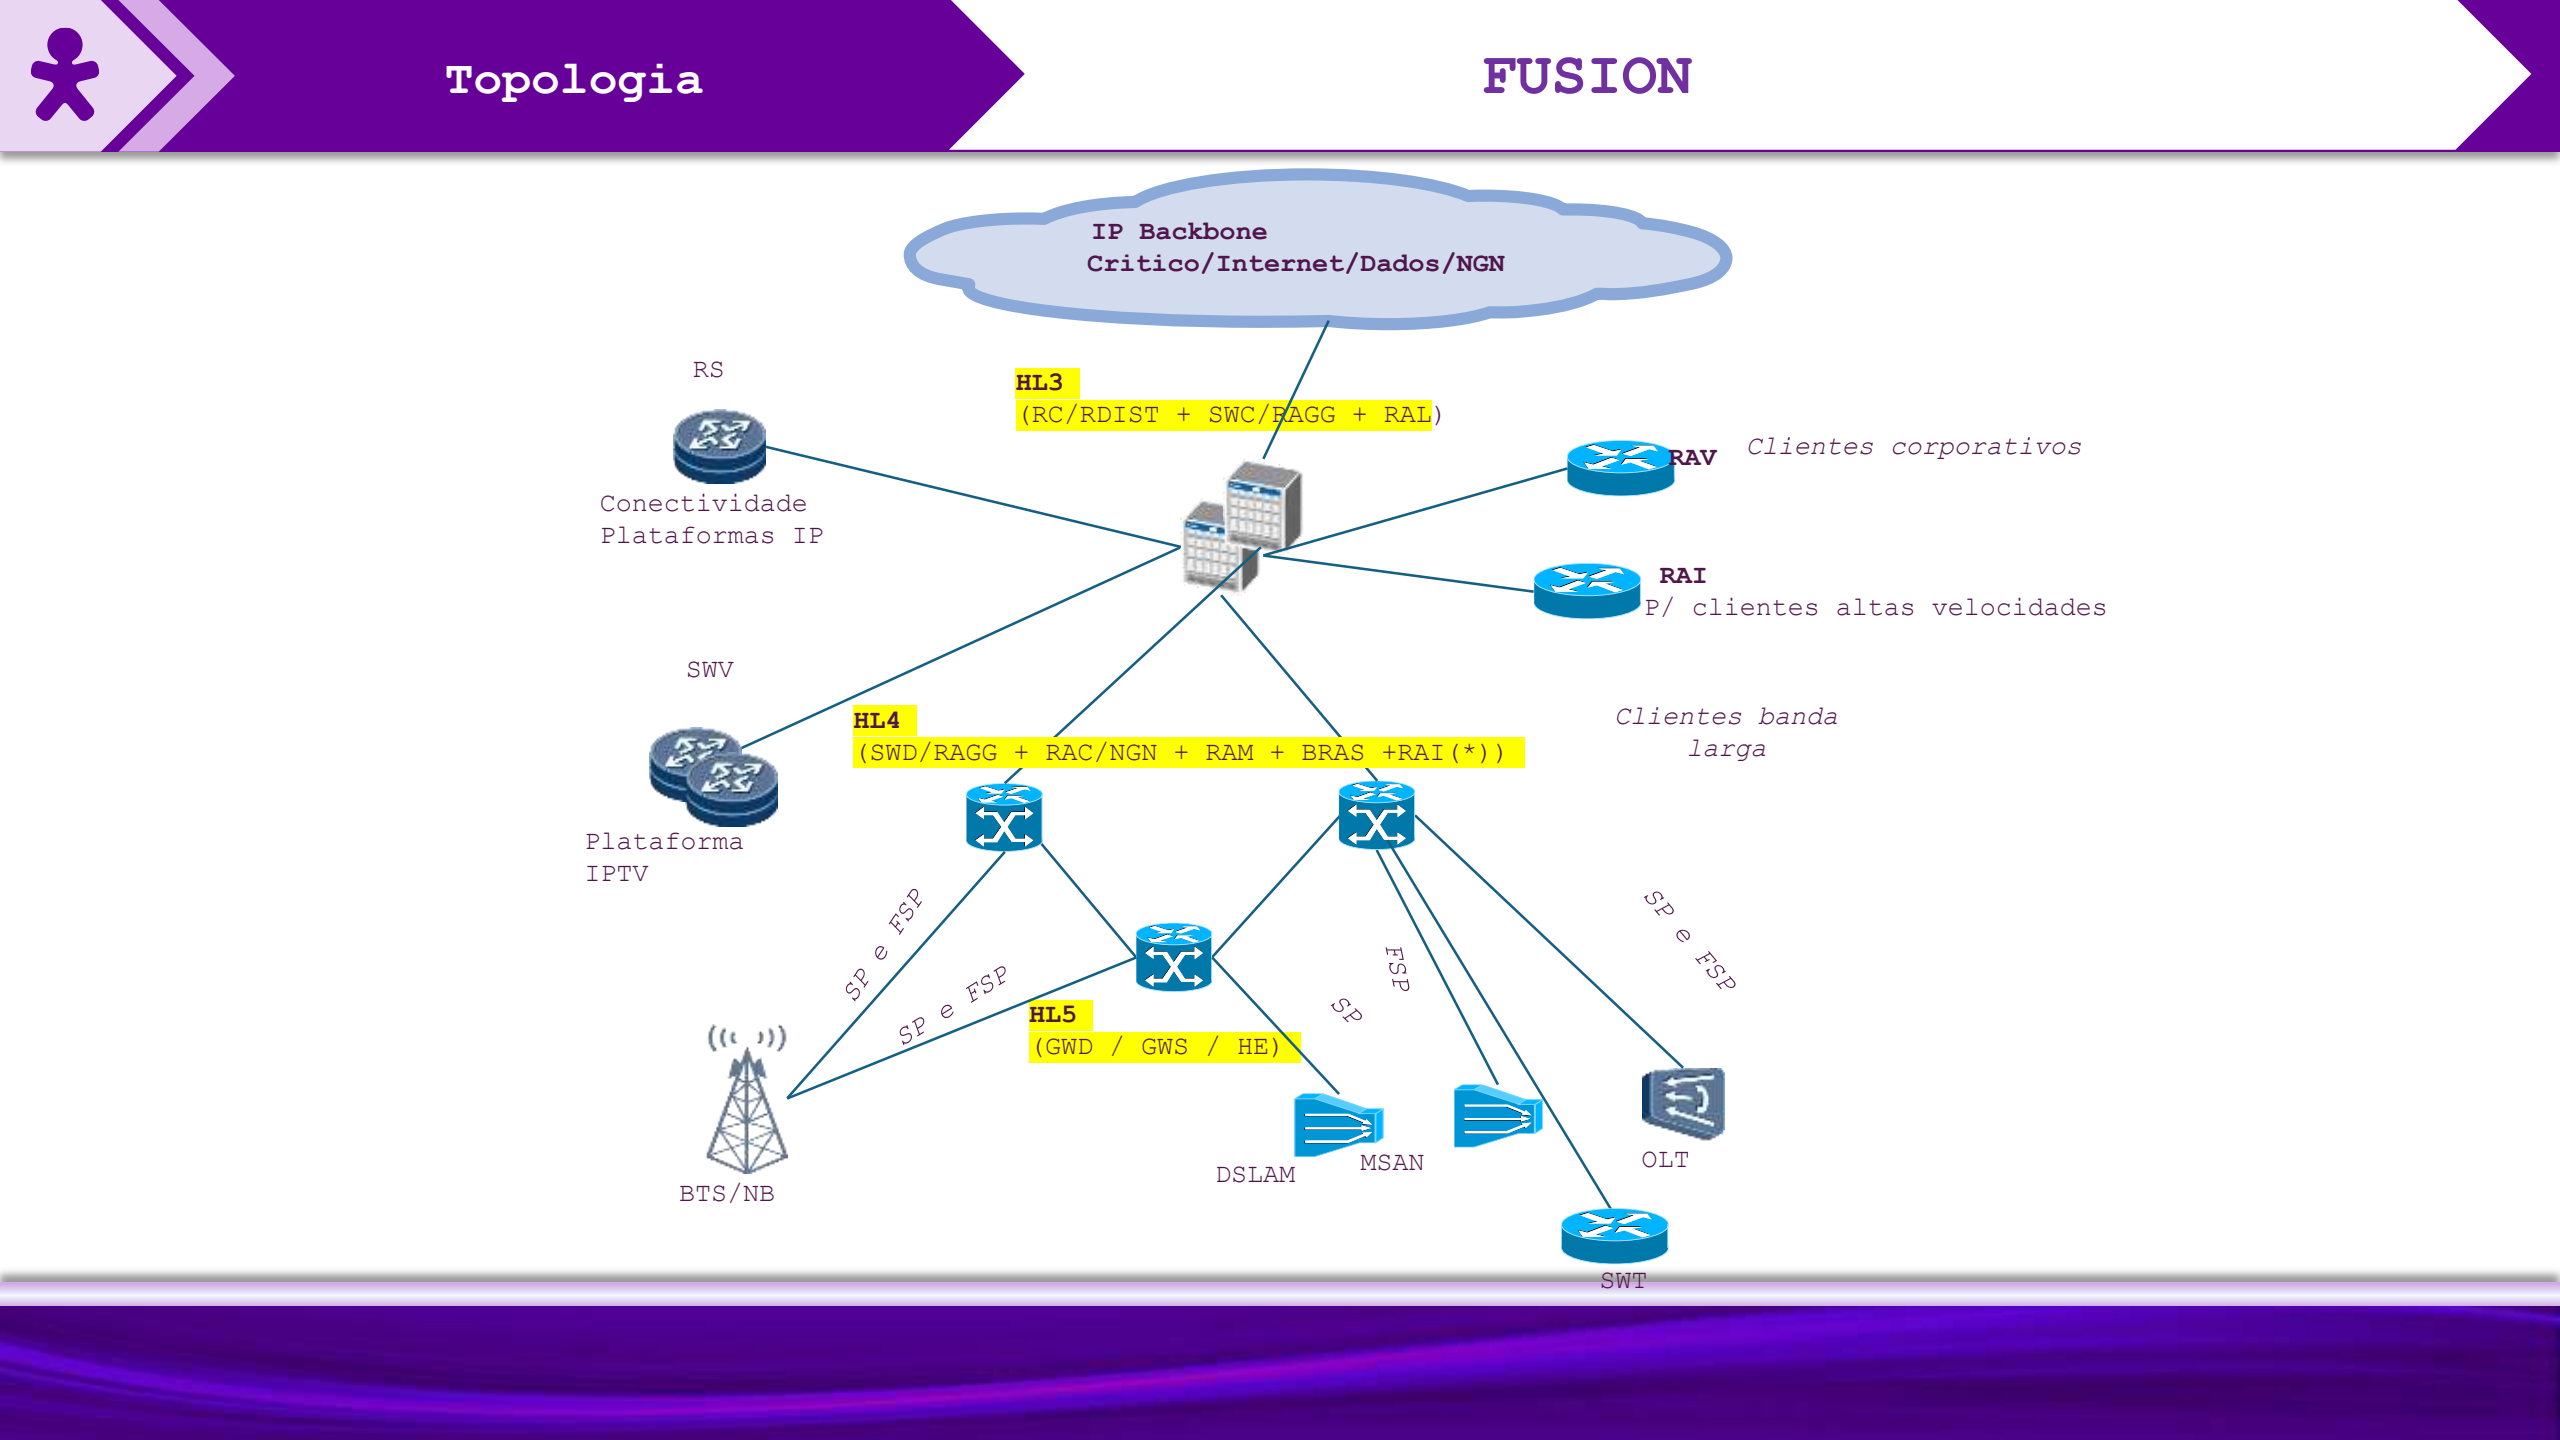 Topologia
FUSION
IP Backbone
Critico/Internet/Dados/NGN
RS
HL3
(RC/RDIST + SWC/RAGG + RAL)
RAV
Clientes corporativos
Conectividade
Plataformas IP
RAI
P/ clientes altas velocidades
SWV
HL4
(SWD/RAGG + RAC/NGN + RAM + BRAS +RAI(*))
Clientes banda
larga
Plataforma
IPTV
SP e FSP
SP e FSP
SP
FSP
SP e FSP
HL5
(GWD / GWS / HE)
DSLAM
MSAN
OLT
BTS/NB
SWT